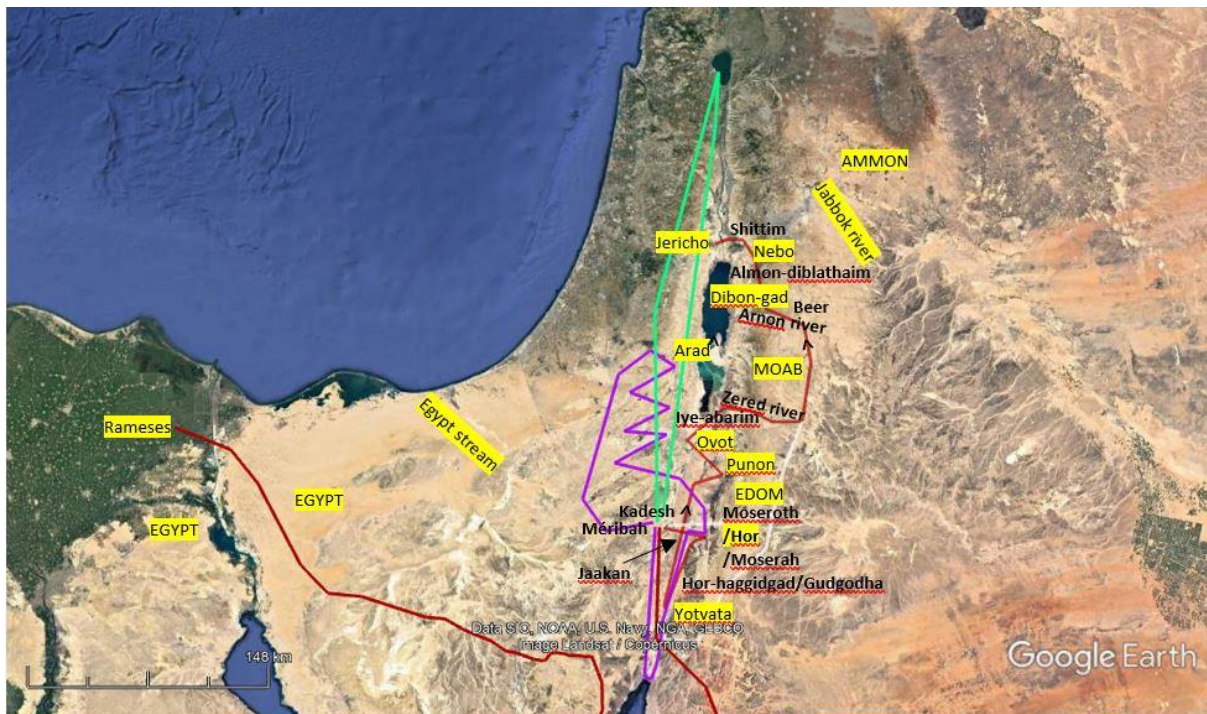 AMMON
Jabbok river
Shittim
Jericho
Nebo
Almon-diblathaim
Dibon-gad
Beer
Arnon river
Arad
MOAB
Zered river
Iye-abarim
Egypt stream
Rameses
Ovot
Punon
EGYPT
EDOM
EGYPT
Kadesh
Moseroth
Méribah
/Hor
/Moserah
Jaakan
Hor-haggidgad/Gudgodha
Yotvata
Data SIO, NOAA, U.S. Navy, NGA, GEBCO
Image Landsat / Copernicus
148 km
Google Earth